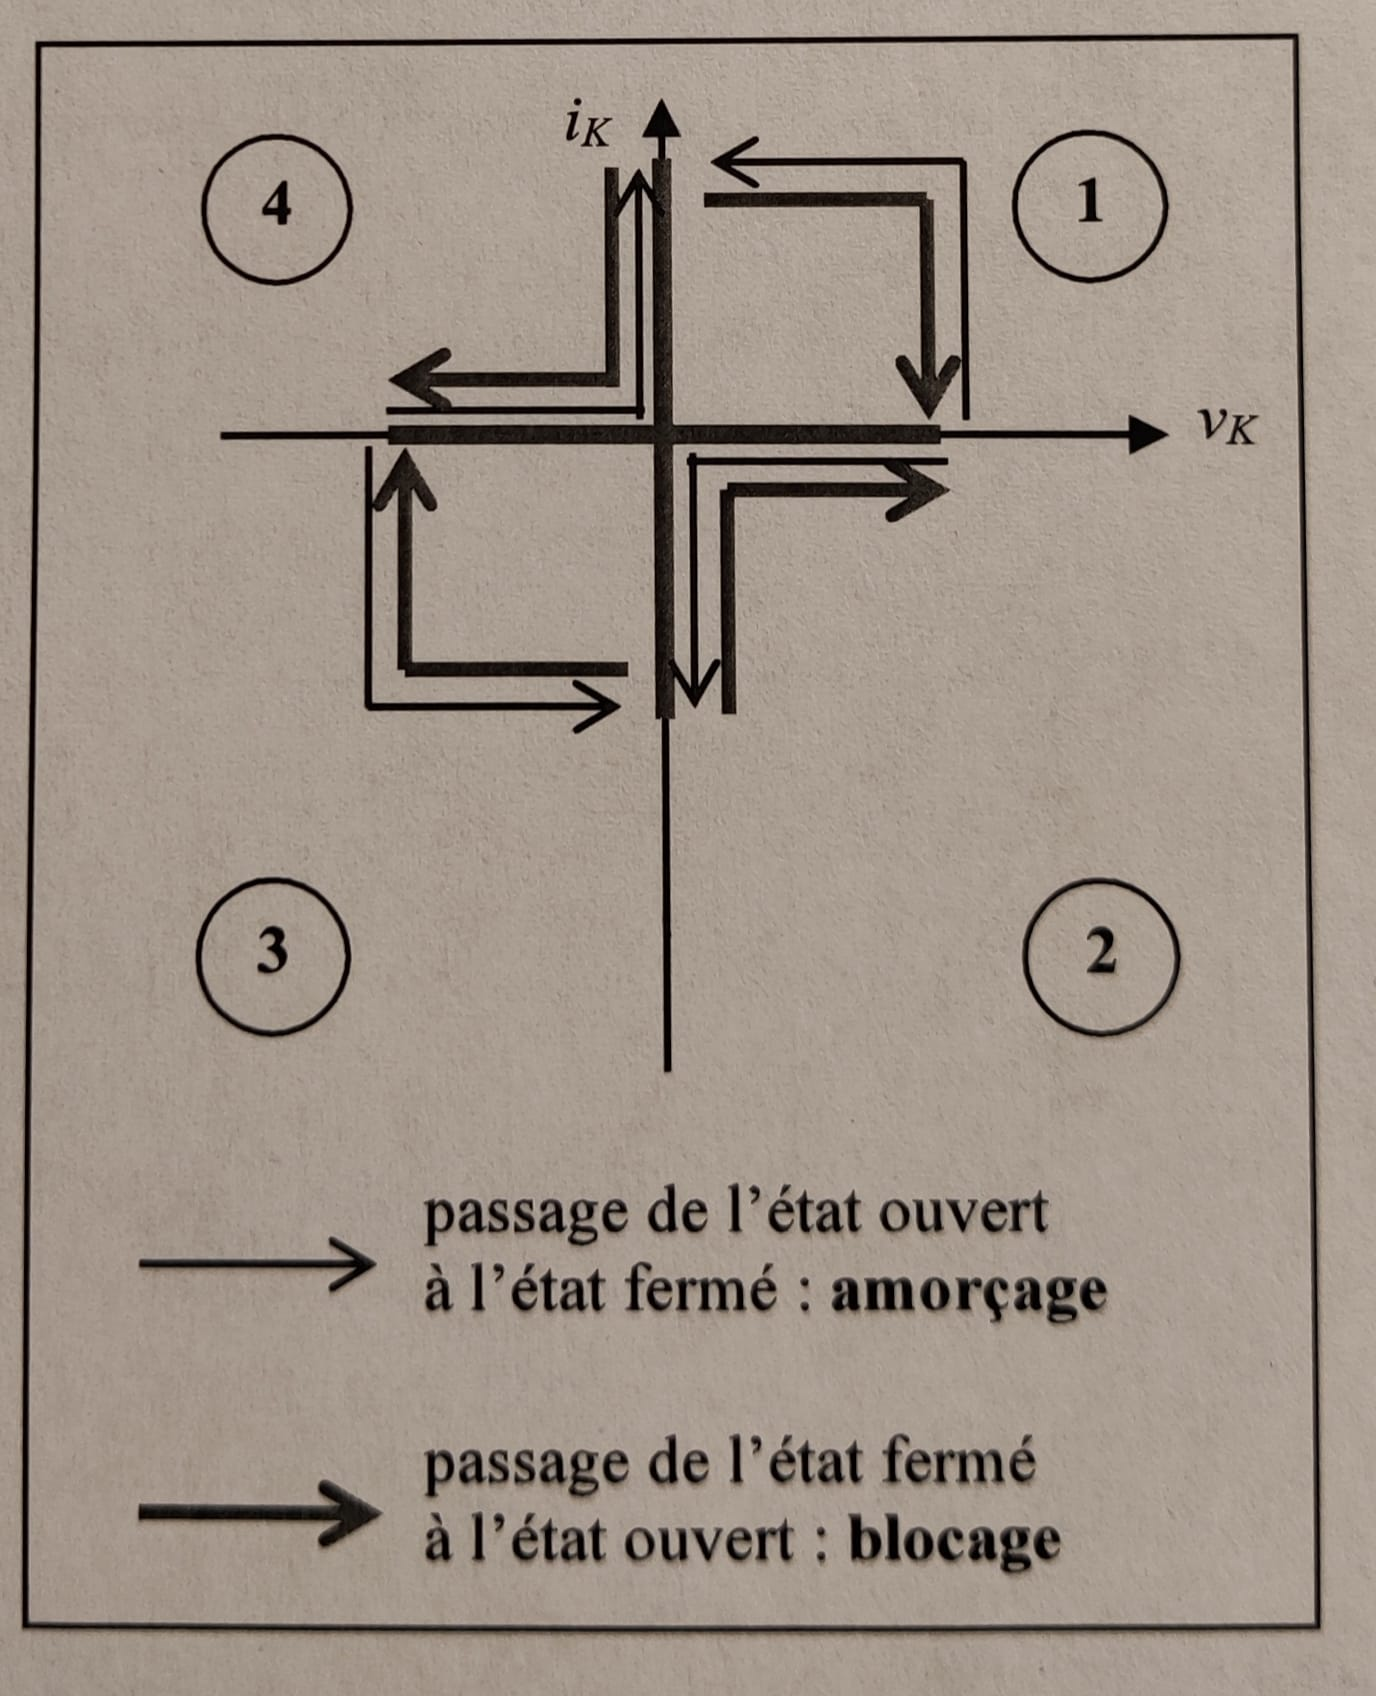 i_K
4
1
v_K
3
2
passage de l’état ouvert
à l’état fermé : amorçage
passage de l’état fermé
à l’état ouvert : blocage